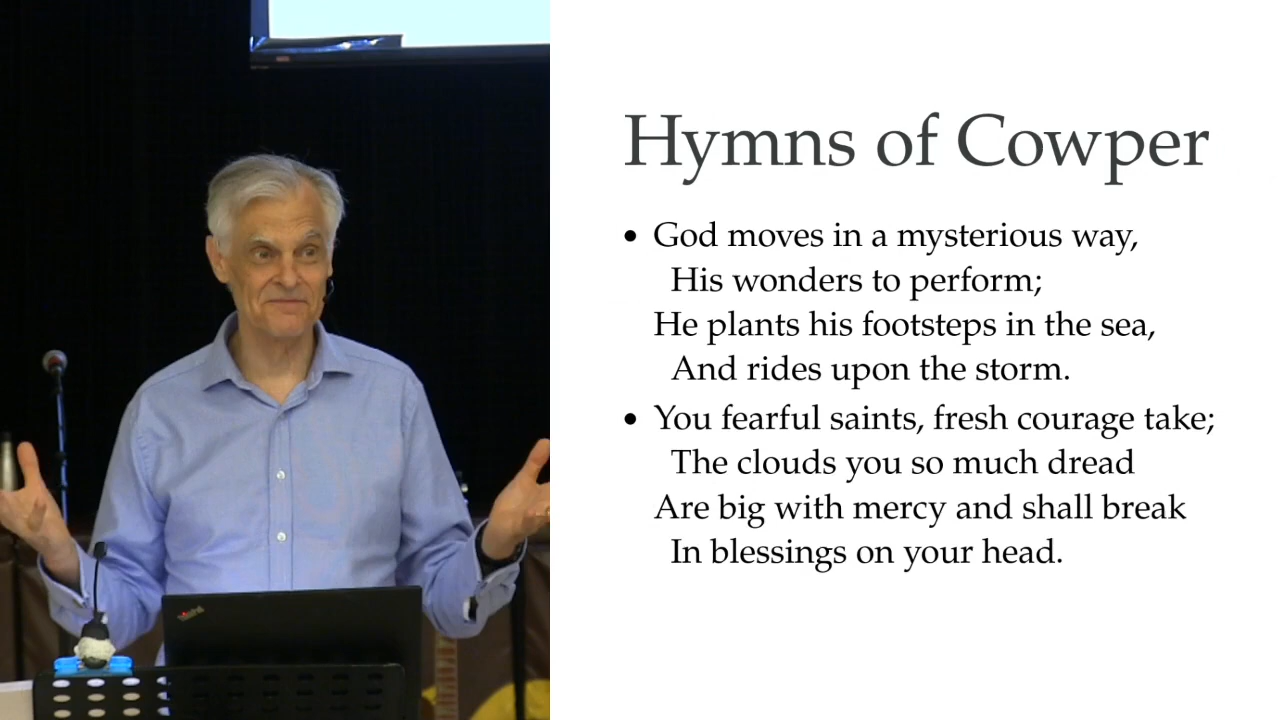 Hymns of Cowper
• God moves in a mysterious way,
His wonders to perform;
He plants his footsteps in the sea,
And rides upon the storm.
• You fearful saints, fresh courage take;
The clouds you so much dread
Are big with mercy and shall break
In blessings on your head.
ThinkPad